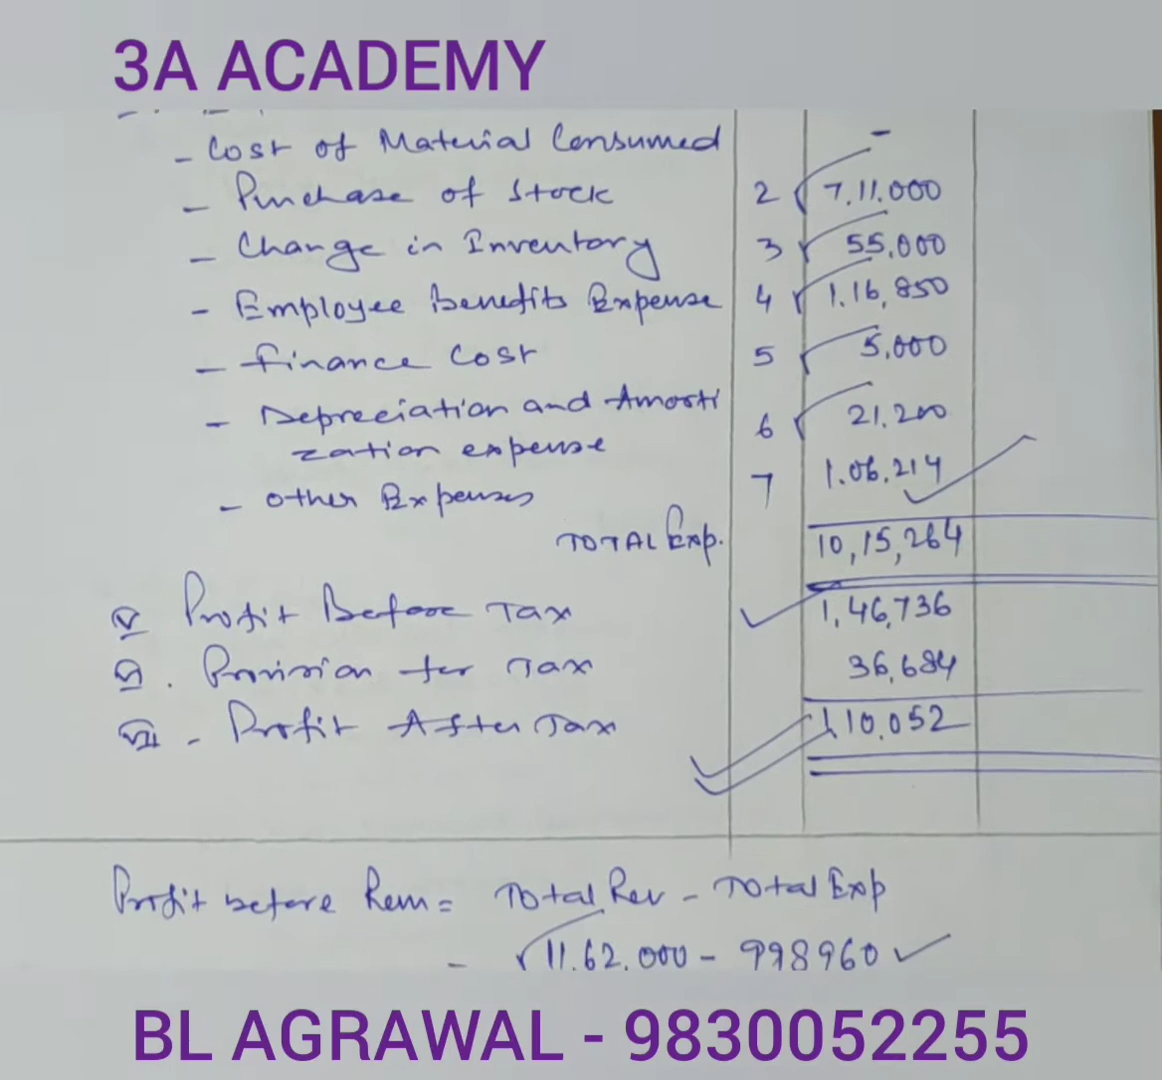 3A ACADEMY
- Cost of Material Consumed -
- Purchase of Stock 2 7,11,000
- Change in Inventory 3 55,000
- Employee Benefits Expense 4 1,16,850
- Finance Cost 5 5,000
- Depreciation and Amorti
zation expense 6 21,200
- Other Expenses 7 1,06,214
TOTAL Exp. 10,15,264
V Profit Before Tax 1,46,736
VI. Provision for Tax 36,684
VII - Profit After Tax 1,10,052
Profit before Rem = Total Rev - Total Exp
- 11,62,000 - 998960
BL AGRAWAL - 9830052255